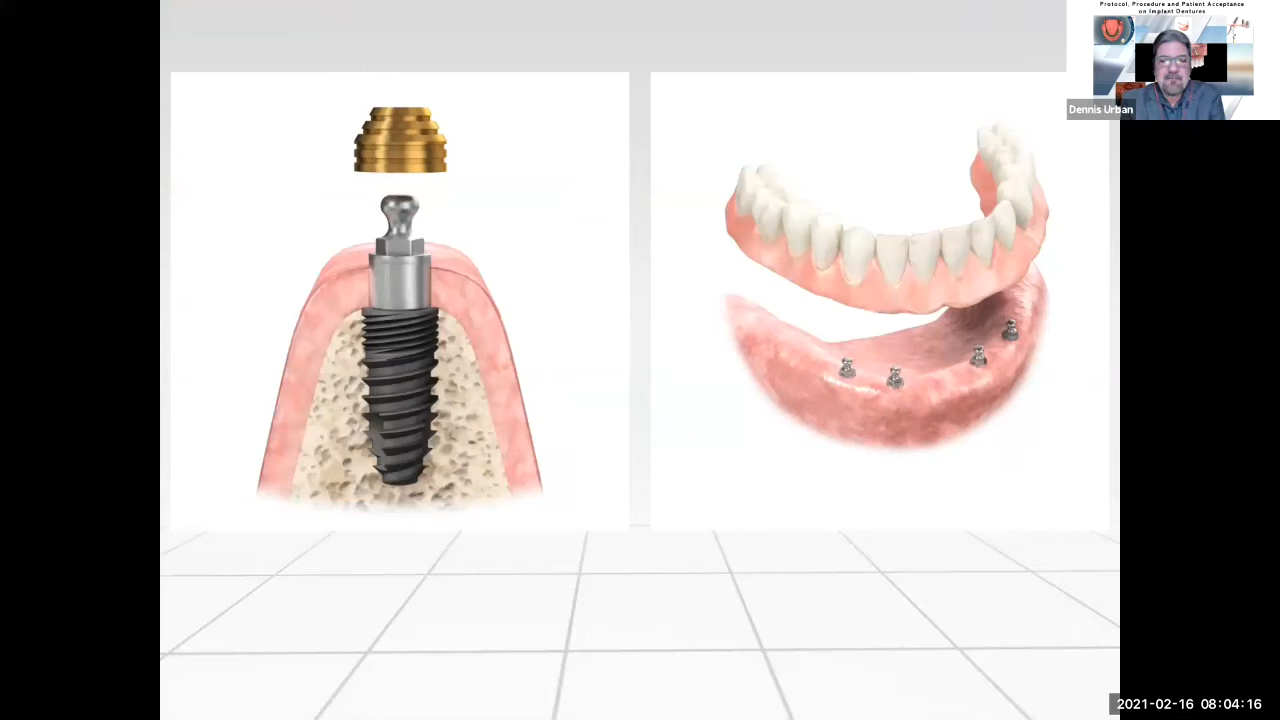 Protocol, Procedure and Patient Acceptance
on Implant Dentures
Dennis Urban
2021-02-16 08:04:16